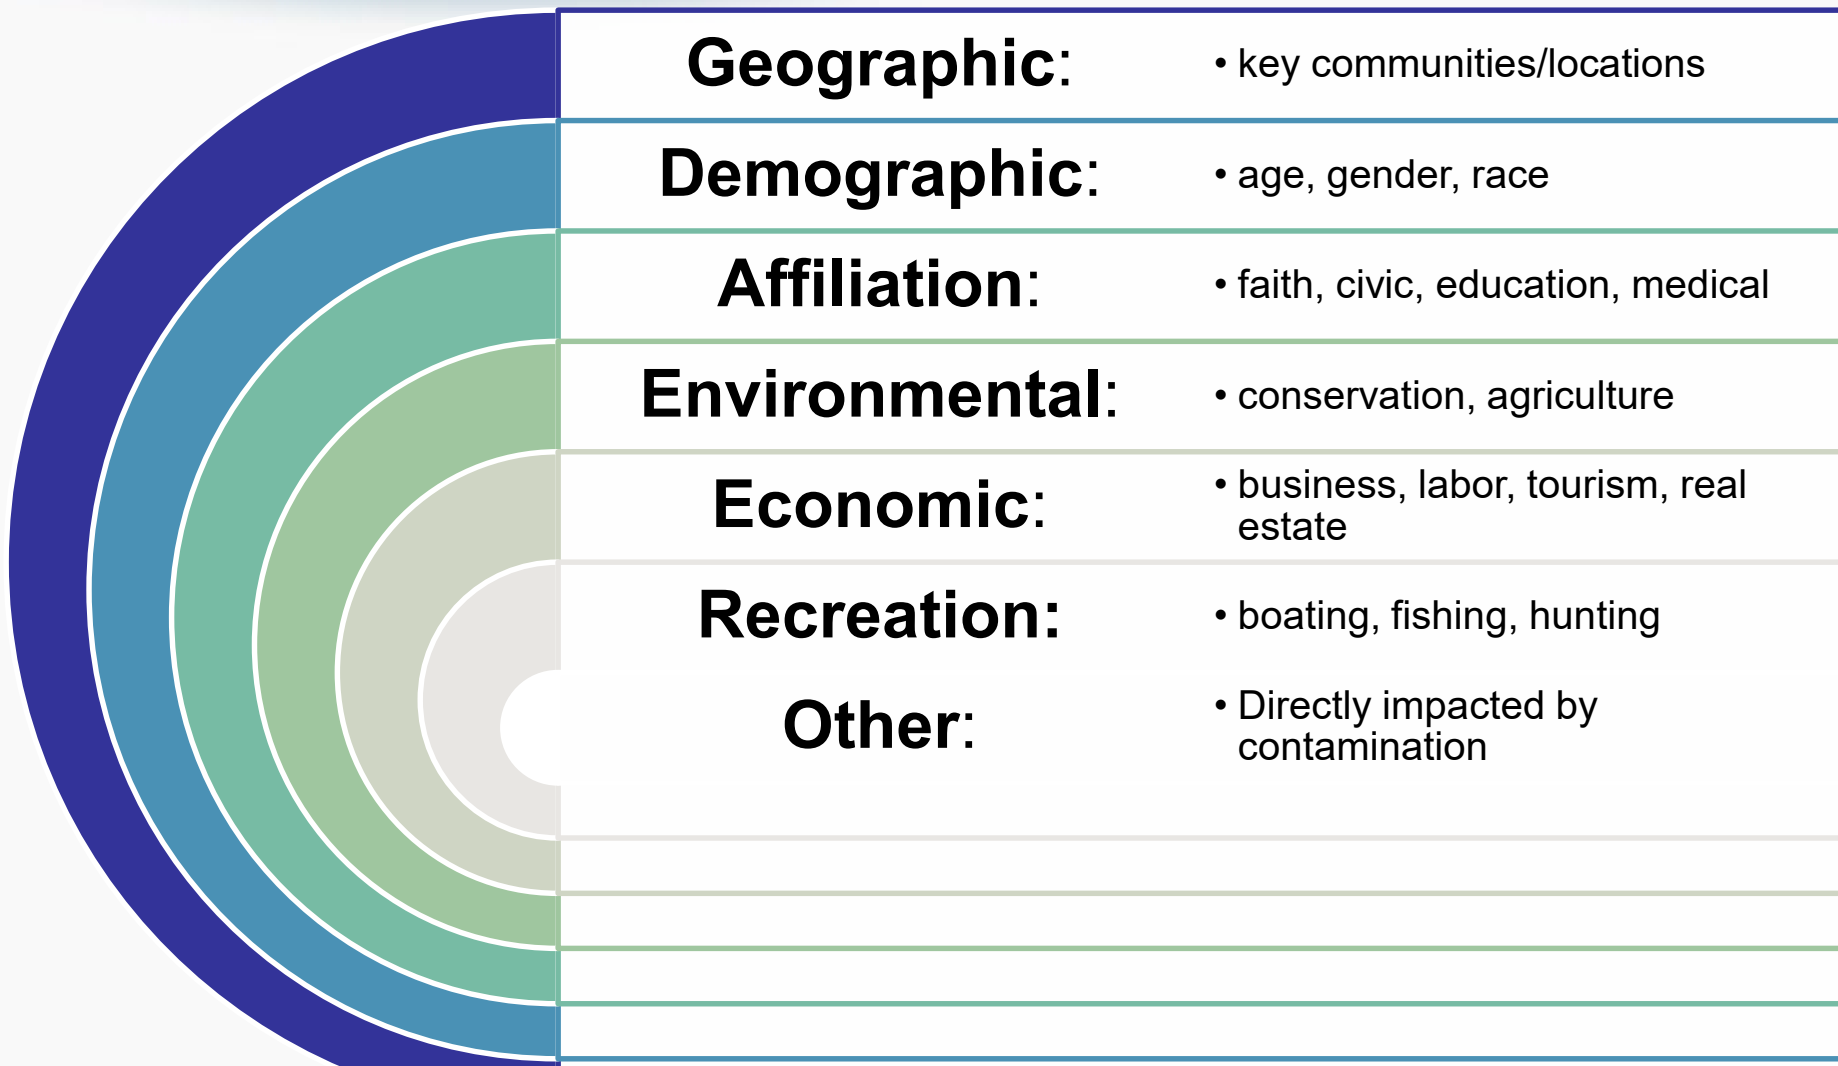 Geographic: • key communities/locations
Demographic: • age, gender, race
Affiliation: • faith, civic, education, medical
Environmental: • conservation, agriculture
Economic: • business, labor, tourism, real
estate
Recreation: • boating, fishing, hunting
Other: • Directly impacted by
contamination